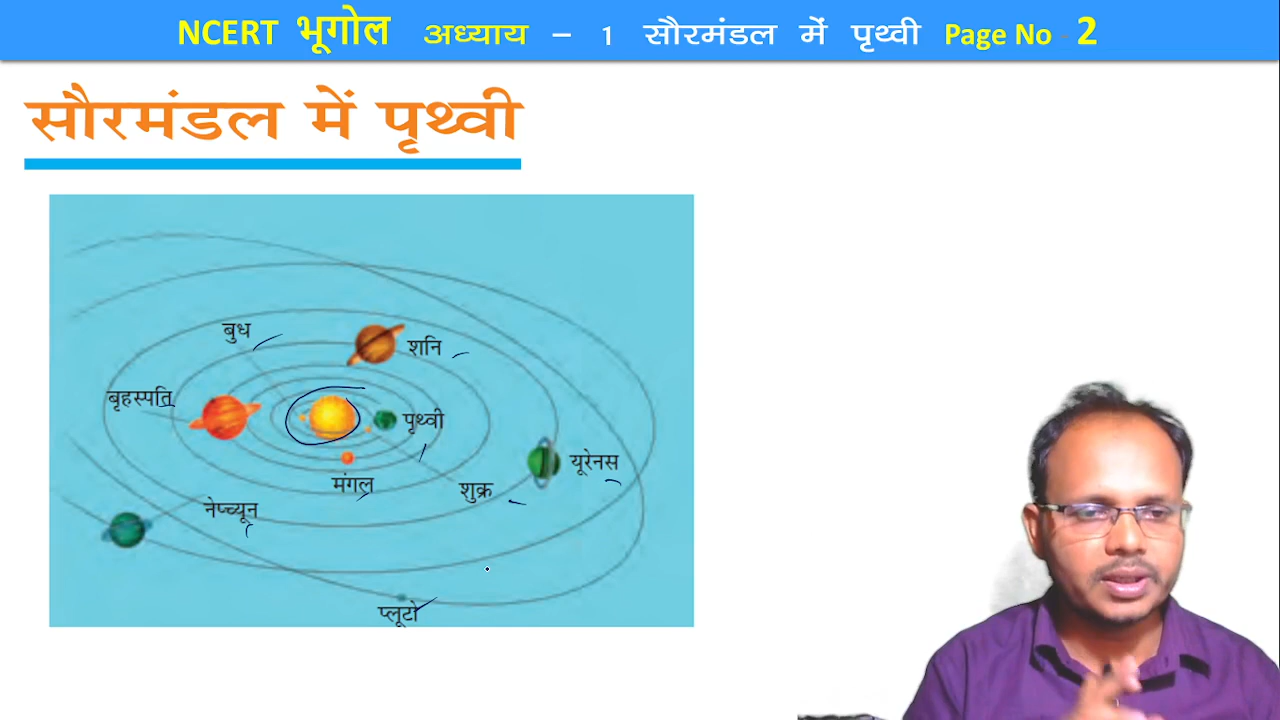 NCERT भूगोल अध्याय – 1 सौरमंडल में पृथ्वी Page No - 2
सौरमंडल में पृथ्वी
बुध
शनि
बृहस्पति
पृथ्वी
यूरेनस
मंगल
शुक्र
नेप्च्यून
प्लूटो